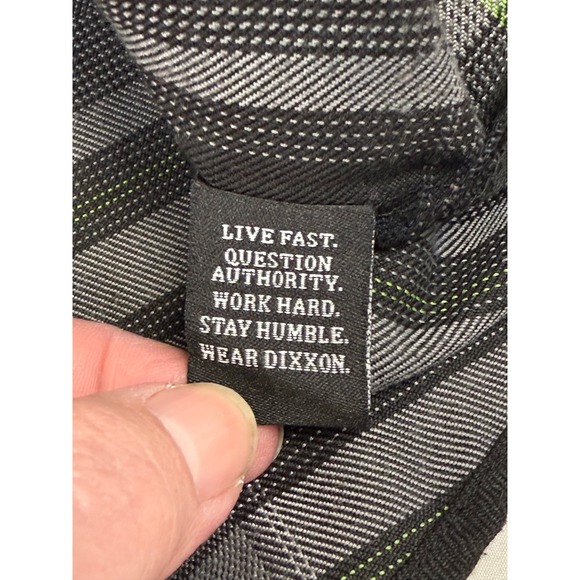 LIVE FAST.
QUESTION
AUTHORITY.
WORK HARD.
STAY HUMBLE.
WEAR DIXXON.